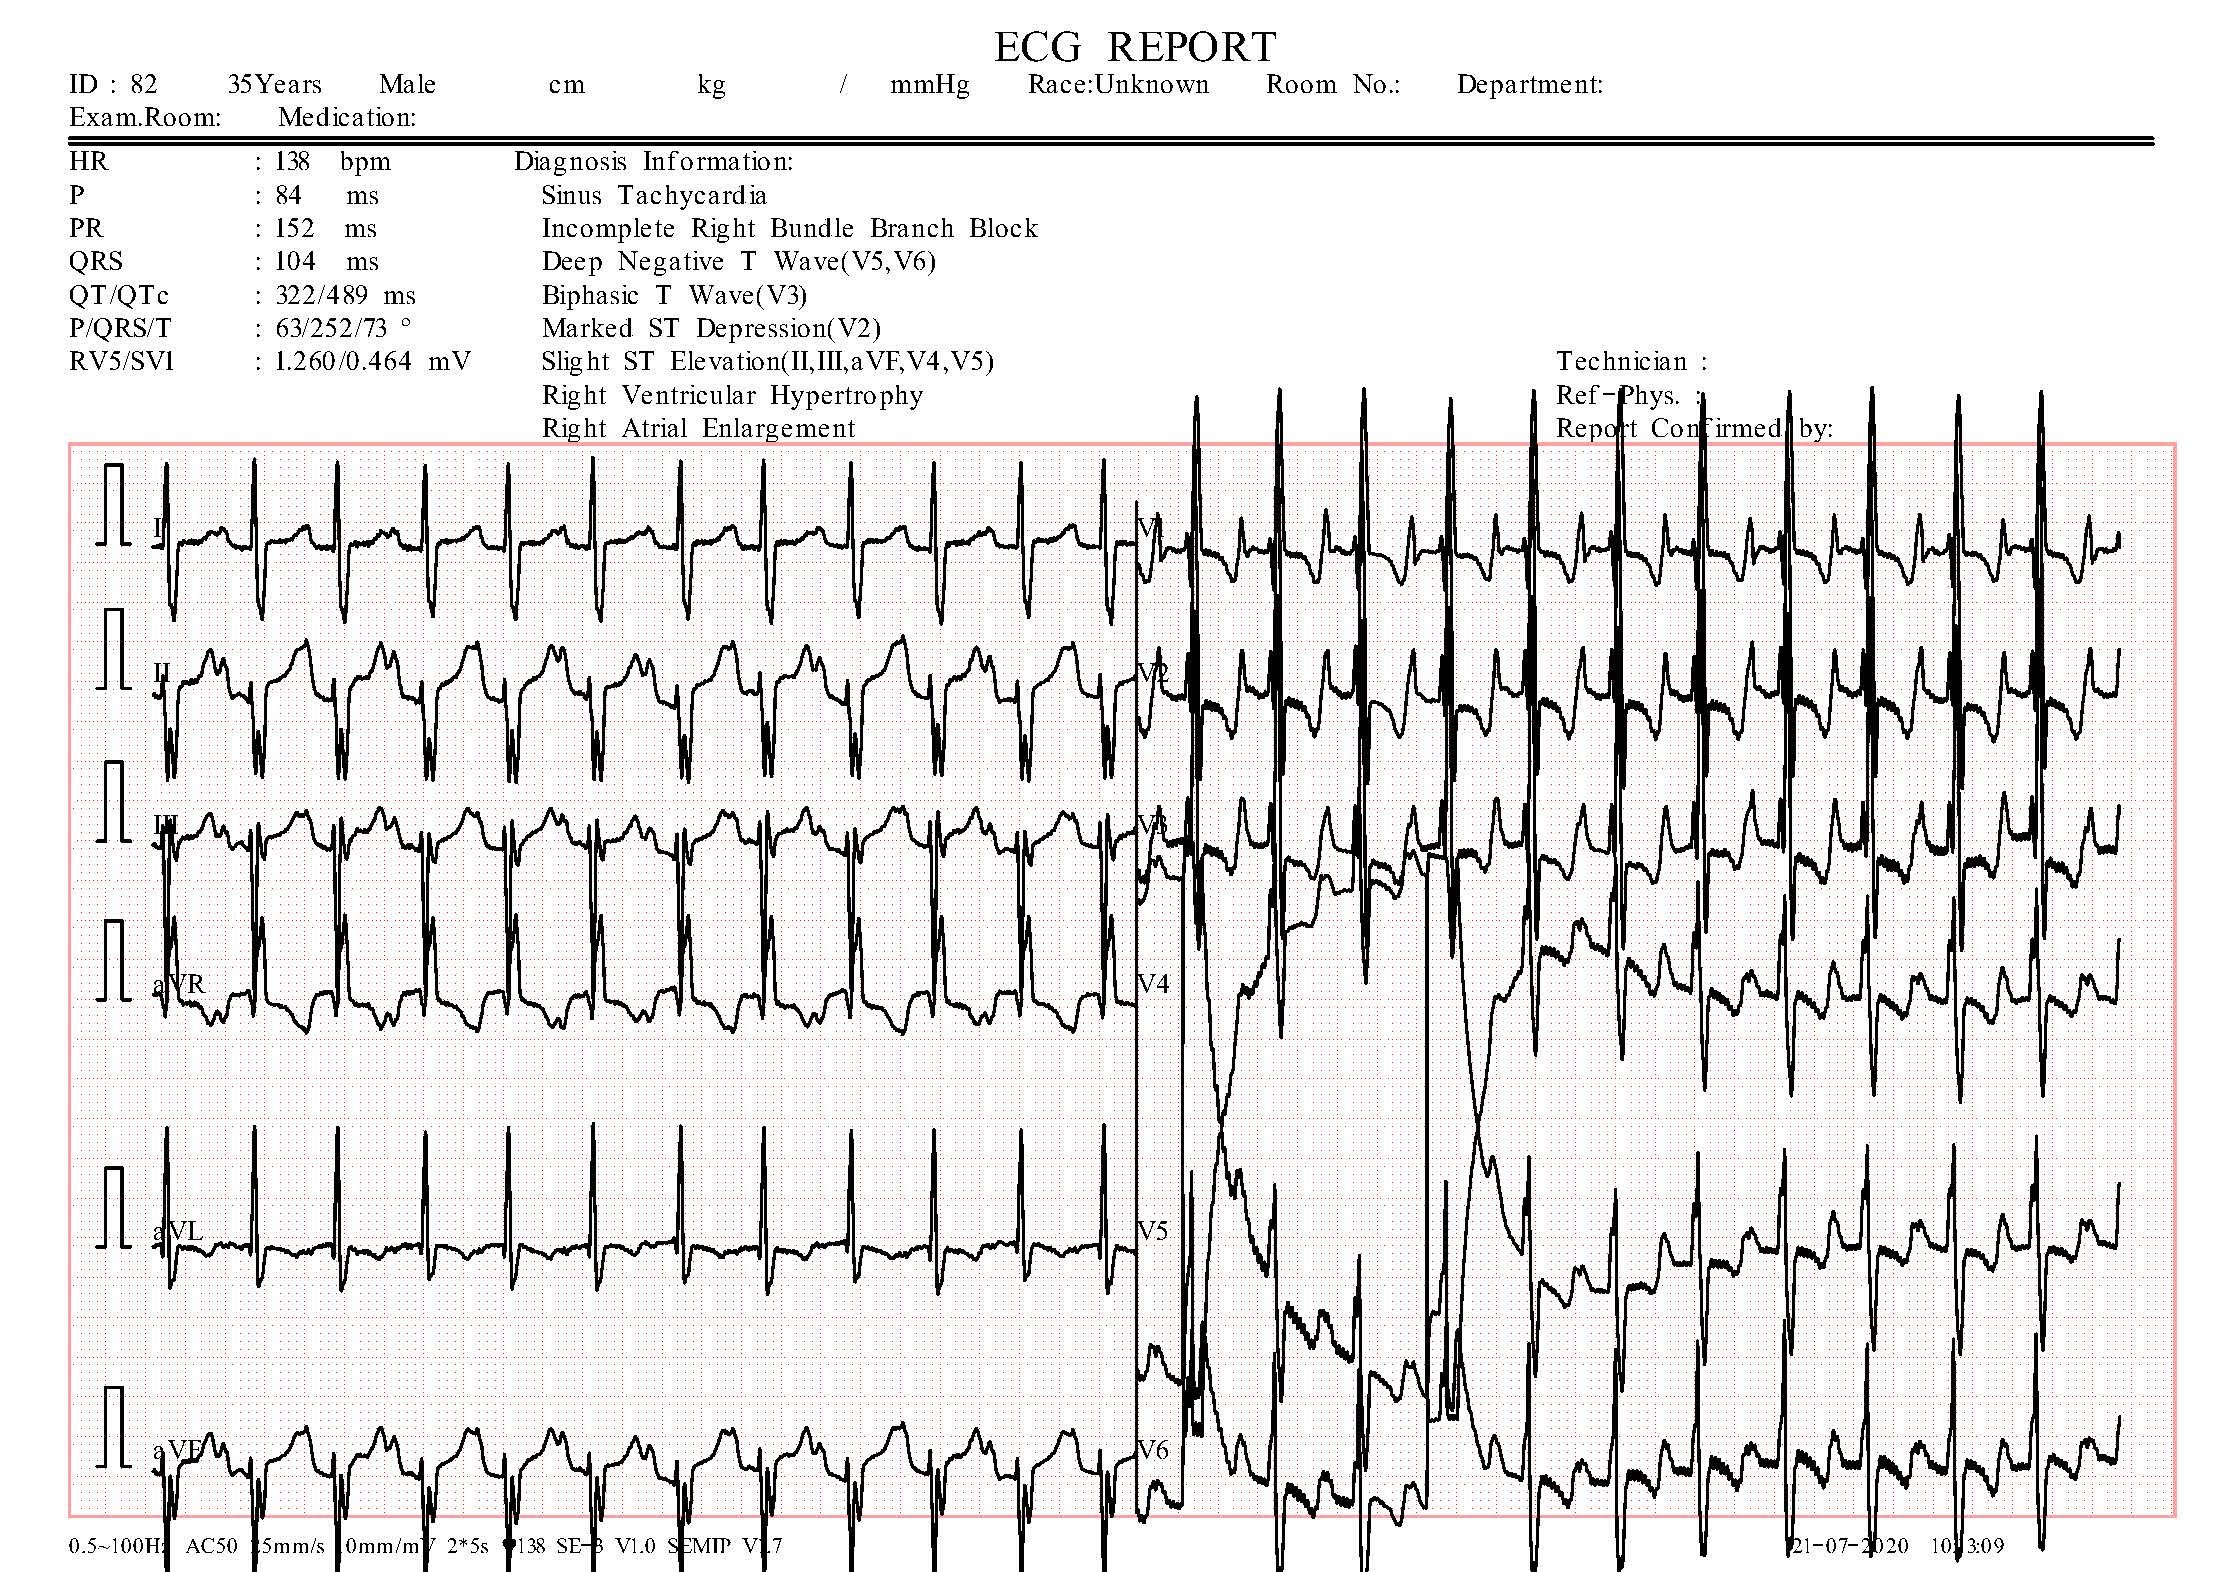 ECG REPORT
ID : 82 35Years Male cm kg / mmHg Race:Unknown Room No.: Department:
Exam.Room: Medication:
HR : 138 bpm Diagnosis Information:
P : 84 ms Sinus Tachycardia
PR : 152 ms Incomplete Right Bundle Branch Block
QRS : 104 ms Deep Negative T Wave(V5,V6)
QT/QTc : 322/489 ms Biphasic T Wave(V3)
P/QRS/T : 63/252/73 ° Marked ST Depression(V2)
RV5/SV1 : 1.260/0.464 mV Slight ST Elevation(II,III,aVF,V4,V5) Technician :
Right Ventricular Hypertrophy Ref-Phys. :
Right Atrial Enlargement Report Confirmed by:
I V1
II V2
III V3
aVR V4
aVL V5
aVF V6
0.5~100Hz AC50 25mm/s 10mm/mV 2*5s ♥138 SE-3 V1.0 SEMIP V1.7 21-07-2020